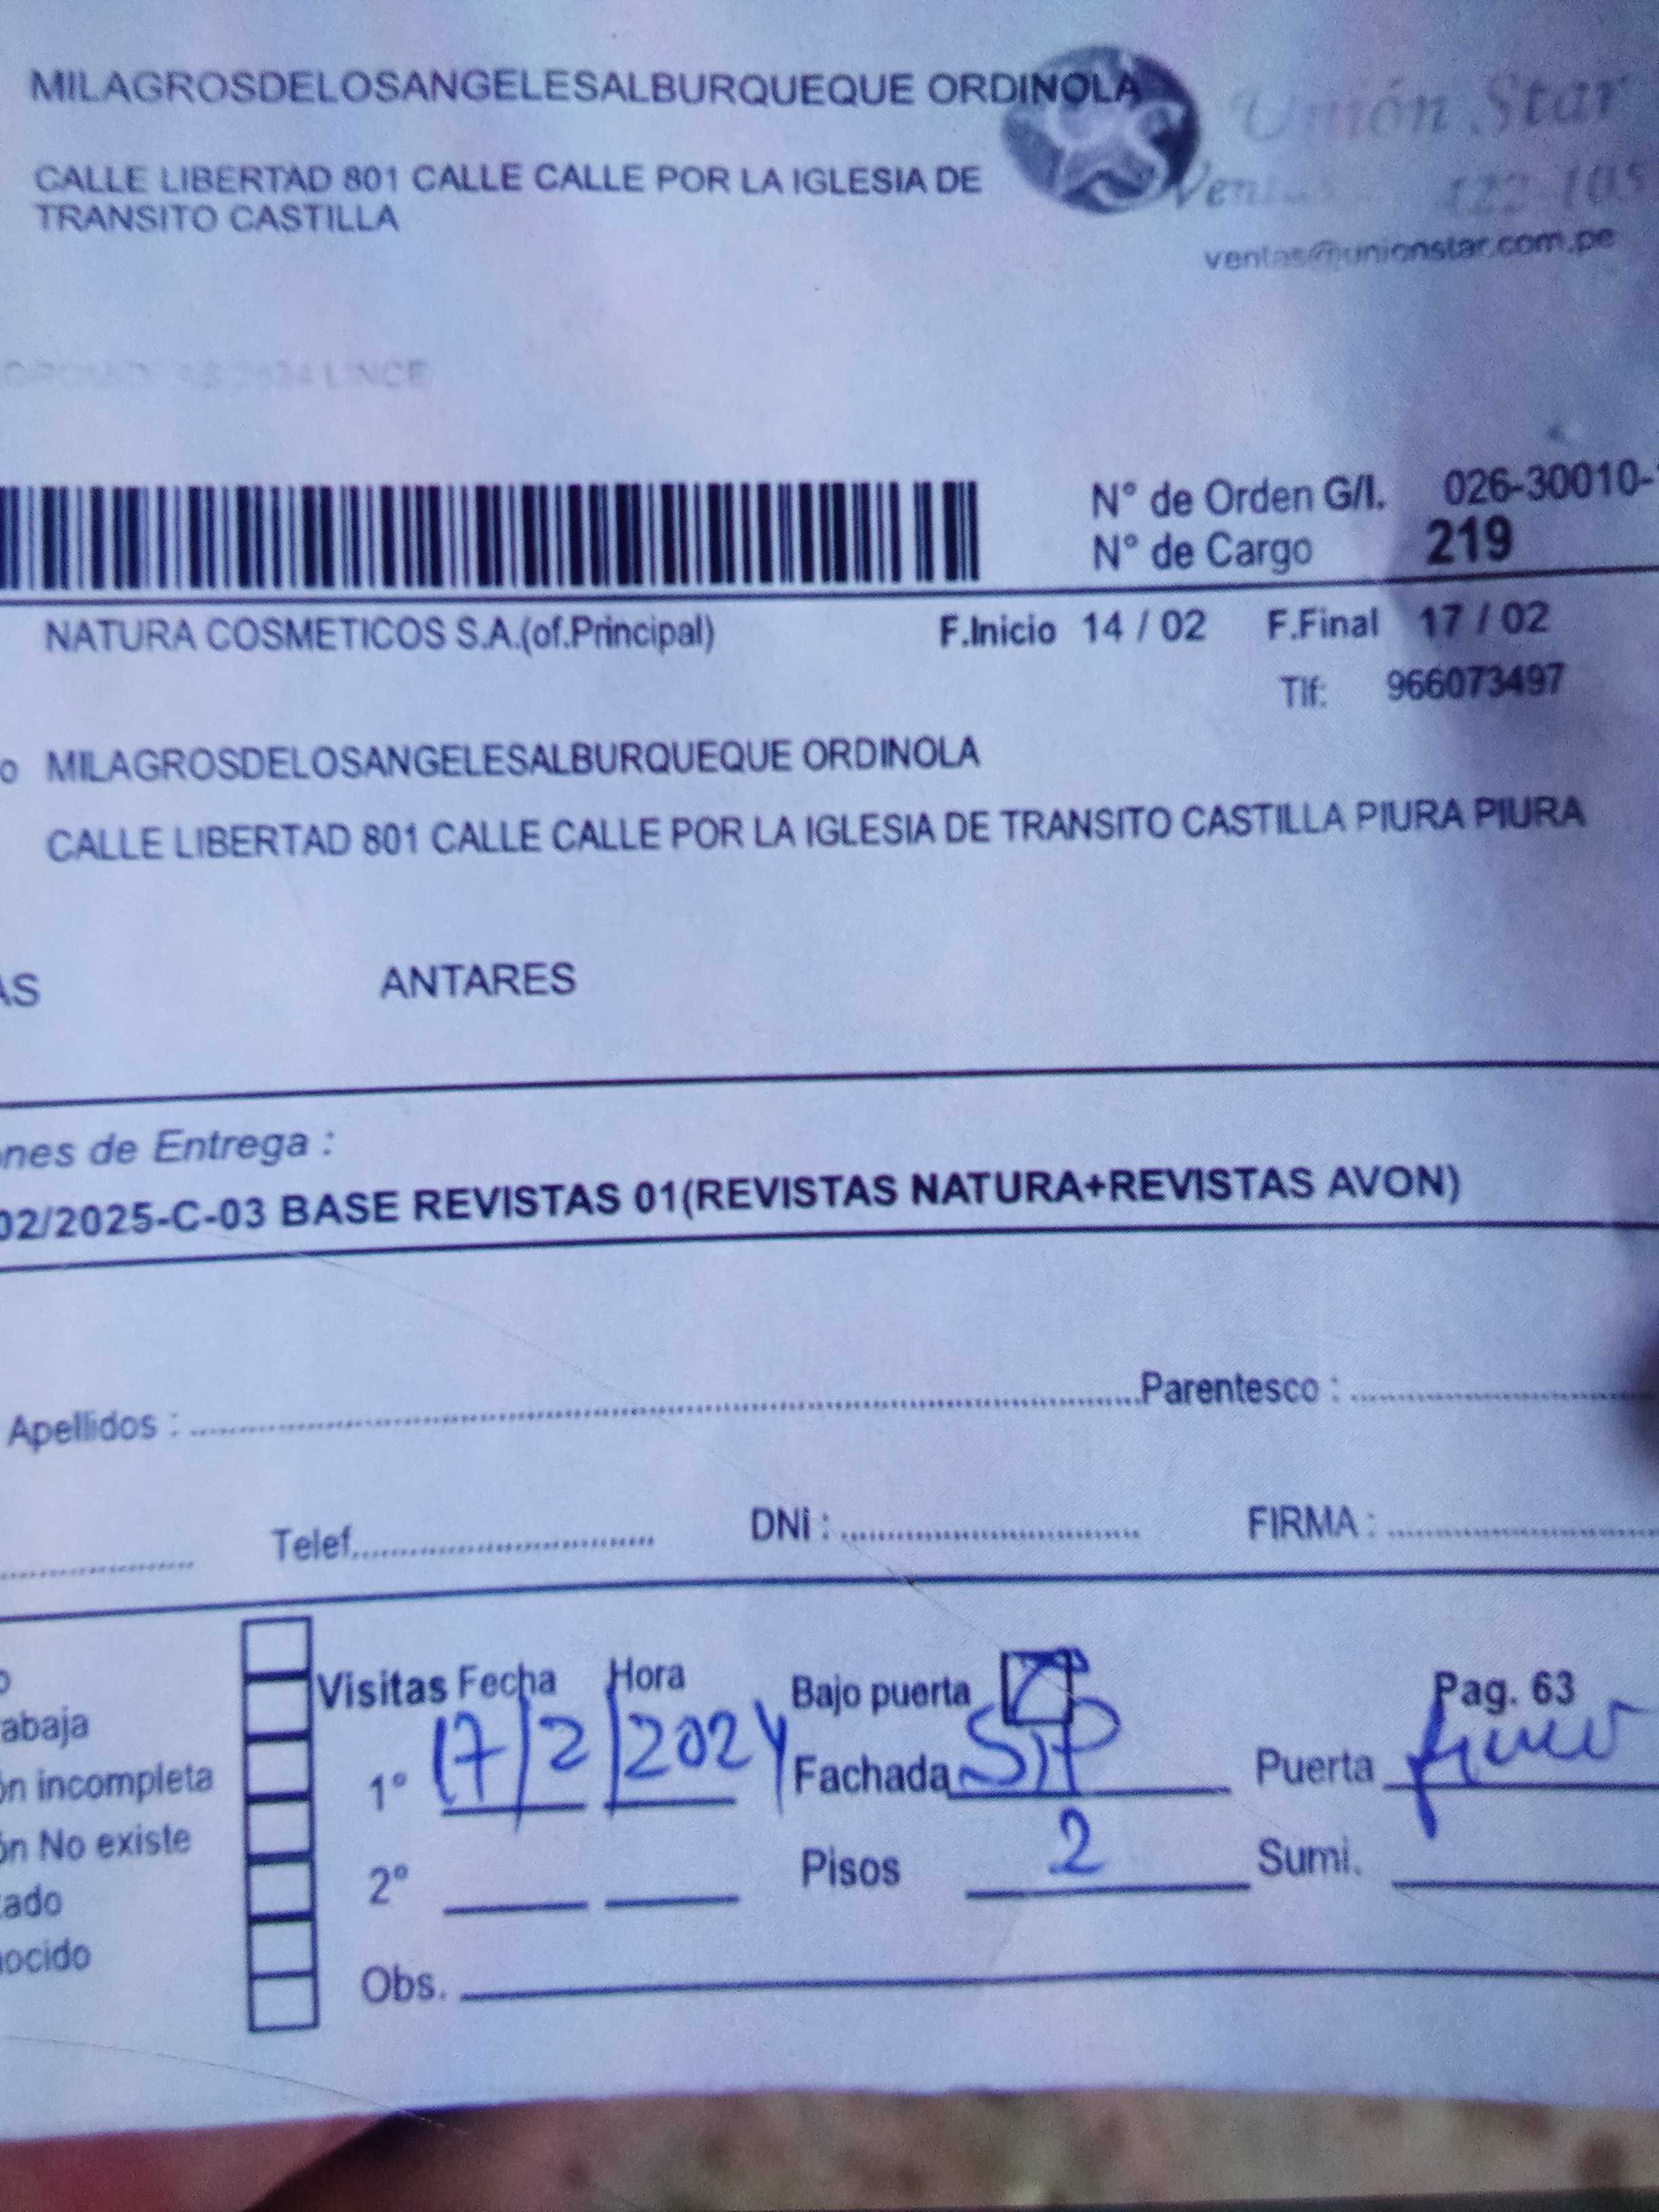 MILAGROSDELOSANGELESALBURQUEQUE ORDINOLA
Unión Star
CALLE LIBERTAD 801 CALLE CALLE POR LA IGLESIA DE
TRANSITO CASTILLA
ventas@unionstar.com.pe
LINCE
N° de Orden G/I. 026-30010-
N° de Cargo 219
NATURA COSMETICOS S.A.(of.Principal) F.Inicio 14 / 02 F.Final 17 / 02
Tlf: 966073497
o MILAGROSDELOSANGELESALBURQUEQUE ORDINOLA
CALLE LIBERTAD 801 CALLE CALLE POR LA IGLESIA DE TRANSITO CASTILLA PIURA PIURA
AS ANTARES
nes de Entrega :
02/2025-C-03 BASE REVISTAS 01(REVISTAS NATURA+REVISTAS AVON)
Apellidos : Parentesco :
Telef. DNI : FIRMA :
Visitas Fecha Hora Bajo puerta Pag. 63
abaja
1° 17/2/2024 Fachada Puerta
ón incompleta
ón No existe
2° Pisos 2 Sumi.
ado
ocido
Obs.